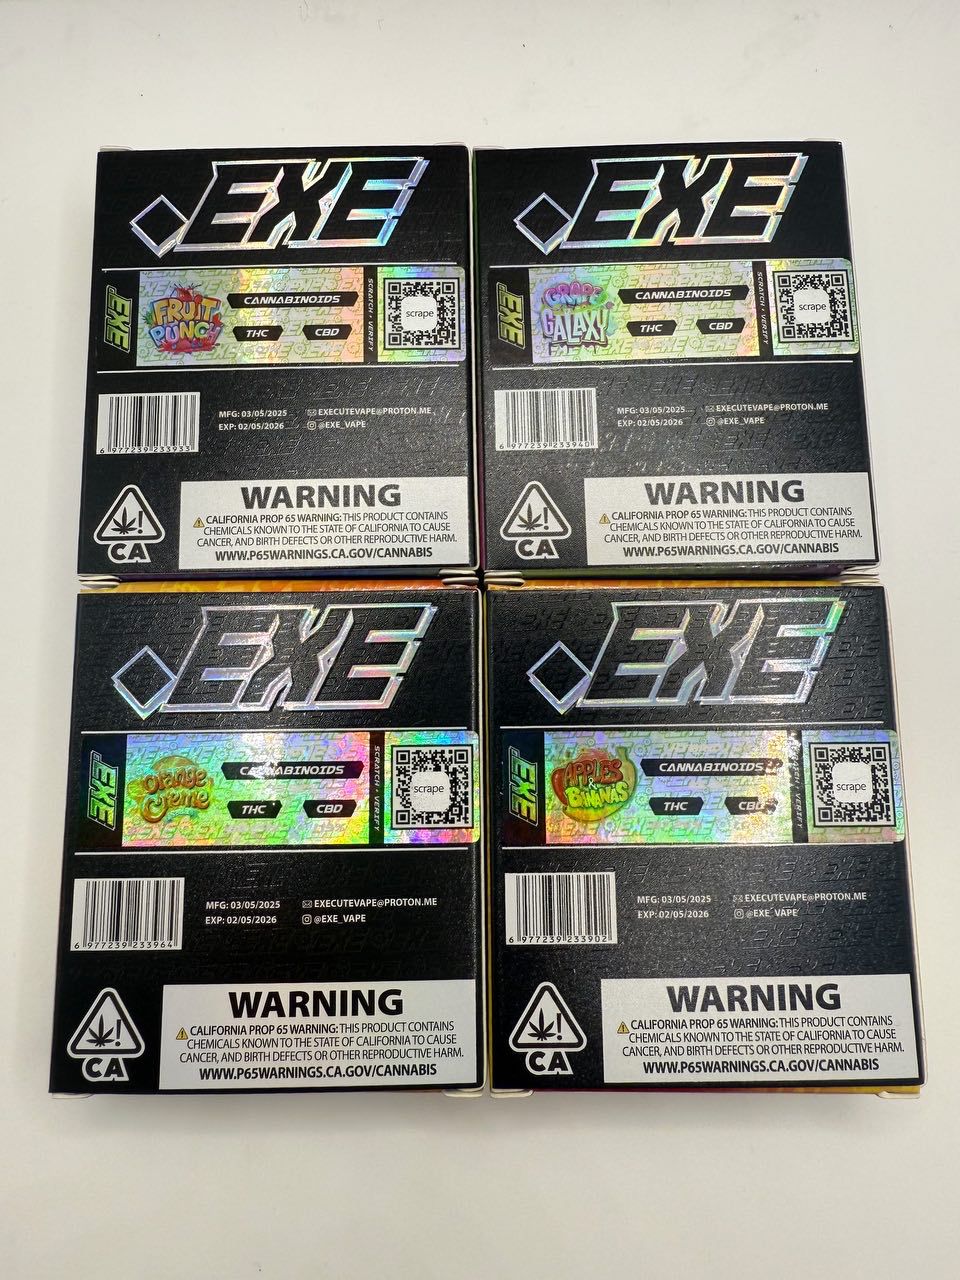 .EXE
.EXE
FRUIT
PUNCH
CANNABINOIDS
THC
CBD
SCRATCH • VERIFY
scrape
6 977239 233933
MFG: 03/05/2025
EXECUTEVAPE@PROTON.ME
EXP: 02/05/2026
@EXE_VAPE
CA
WARNING
CALIFORNIA PROP 65 WARNING: THIS PRODUCT CONTAINS
CHEMICALS KNOWN TO THE STATE OF CALIFORNIA TO CAUSE
CANCER, AND BIRTH DEFECTS OR OTHER REPRODUCTIVE HARM.
WWW.P65WARNINGS.CA.GOV/CANNABIS
.EXE
.EXE
GRAPE
GALAXY
CANNABINOIDS
THC
CBD
SCRATCH • VERIFY
scrape
6 977239 233940
MFG: 03/05/2025
EXECUTEVAPE@PROTON.ME
EXP: 02/05/2026
@EXE_VAPE
CA
WARNING
CALIFORNIA PROP 65 WARNING: THIS PRODUCT CONTAINS
CHEMICALS KNOWN TO THE STATE OF CALIFORNIA TO CAUSE
CANCER, AND BIRTH DEFECTS OR OTHER REPRODUCTIVE HARM.
WWW.P65WARNINGS.CA.GOV/CANNABIS
.EXE
.EXE
Orange
Creme
CANNABINOIDS
THC
CBD
SCRATCH • VERIFY
scrape
6 977239 233964
MFG: 03/05/2025
EXECUTEVAPE@PROTON.ME
EXP: 02/05/2026
@EXE_VAPE
CA
WARNING
CALIFORNIA PROP 65 WARNING: THIS PRODUCT CONTAINS
CHEMICALS KNOWN TO THE STATE OF CALIFORNIA TO CAUSE
CANCER, AND BIRTH DEFECTS OR OTHER REPRODUCTIVE HARM.
WWW.P65WARNINGS.CA.GOV/CANNABIS
.EXE
.EXE
APPLES
&
BANANAS
CANNABINOIDS
THC
CBD
SCRATCH • VERIFY
scrape
6 977239 233902
MFG: 03/05/2025
EXECUTEVAPE@PROTON.ME
EXP: 02/05/2026
@EXE_VAPE
CA
WARNING
CALIFORNIA PROP 65 WARNING: THIS PRODUCT CONTAINS
CHEMICALS KNOWN TO THE STATE OF CALIFORNIA TO CAUSE
CANCER, AND BIRTH DEFECTS OR OTHER REPRODUCTIVE HARM.
WWW.P65WARNINGS.CA.GOV/CANNABIS